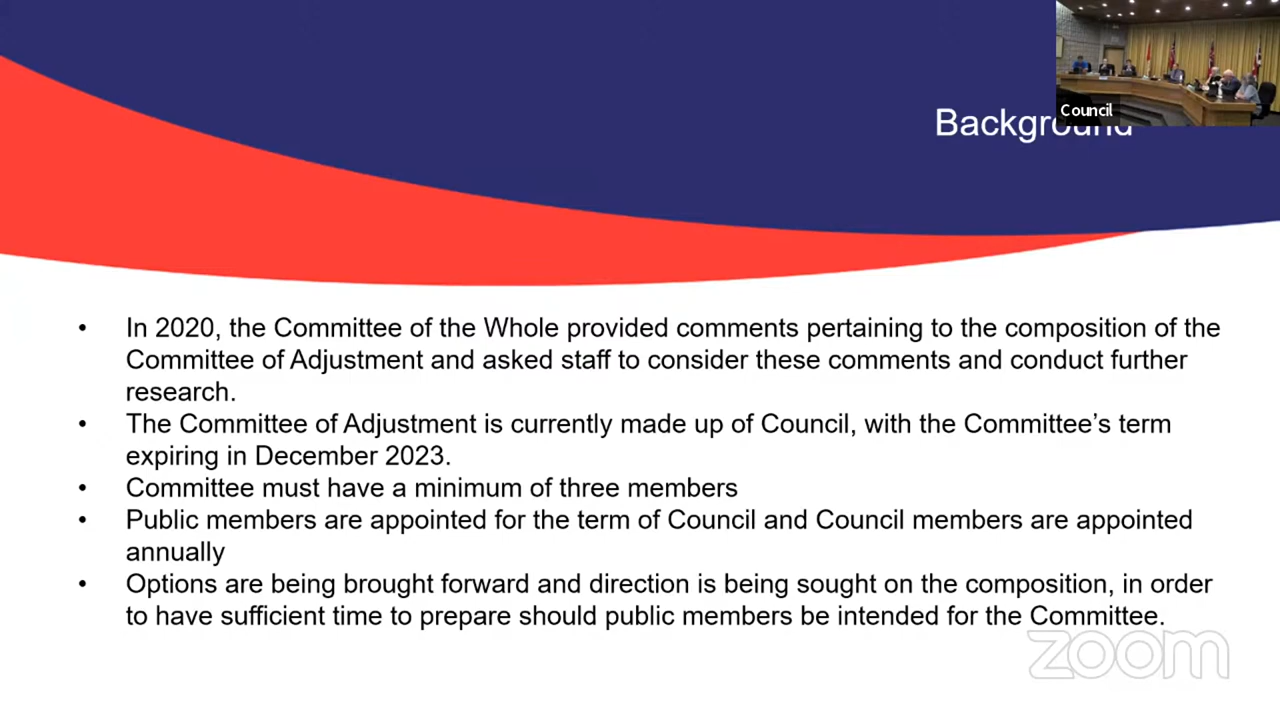 Council
Background
• In 2020, the Committee of the Whole provided comments pertaining to the composition of the
Committee of Adjustment and asked staff to consider these comments and conduct further
research.
• The Committee of Adjustment is currently made up of Council, with the Committee’s term
expiring in December 2023.
• Committee must have a minimum of three members
• Public members are appointed for the term of Council and Council members are appointed
annually
• Options are being brought forward and direction is being sought on the composition, in order
to have sufficient time to prepare should public members be intended for the Committee.
zoom